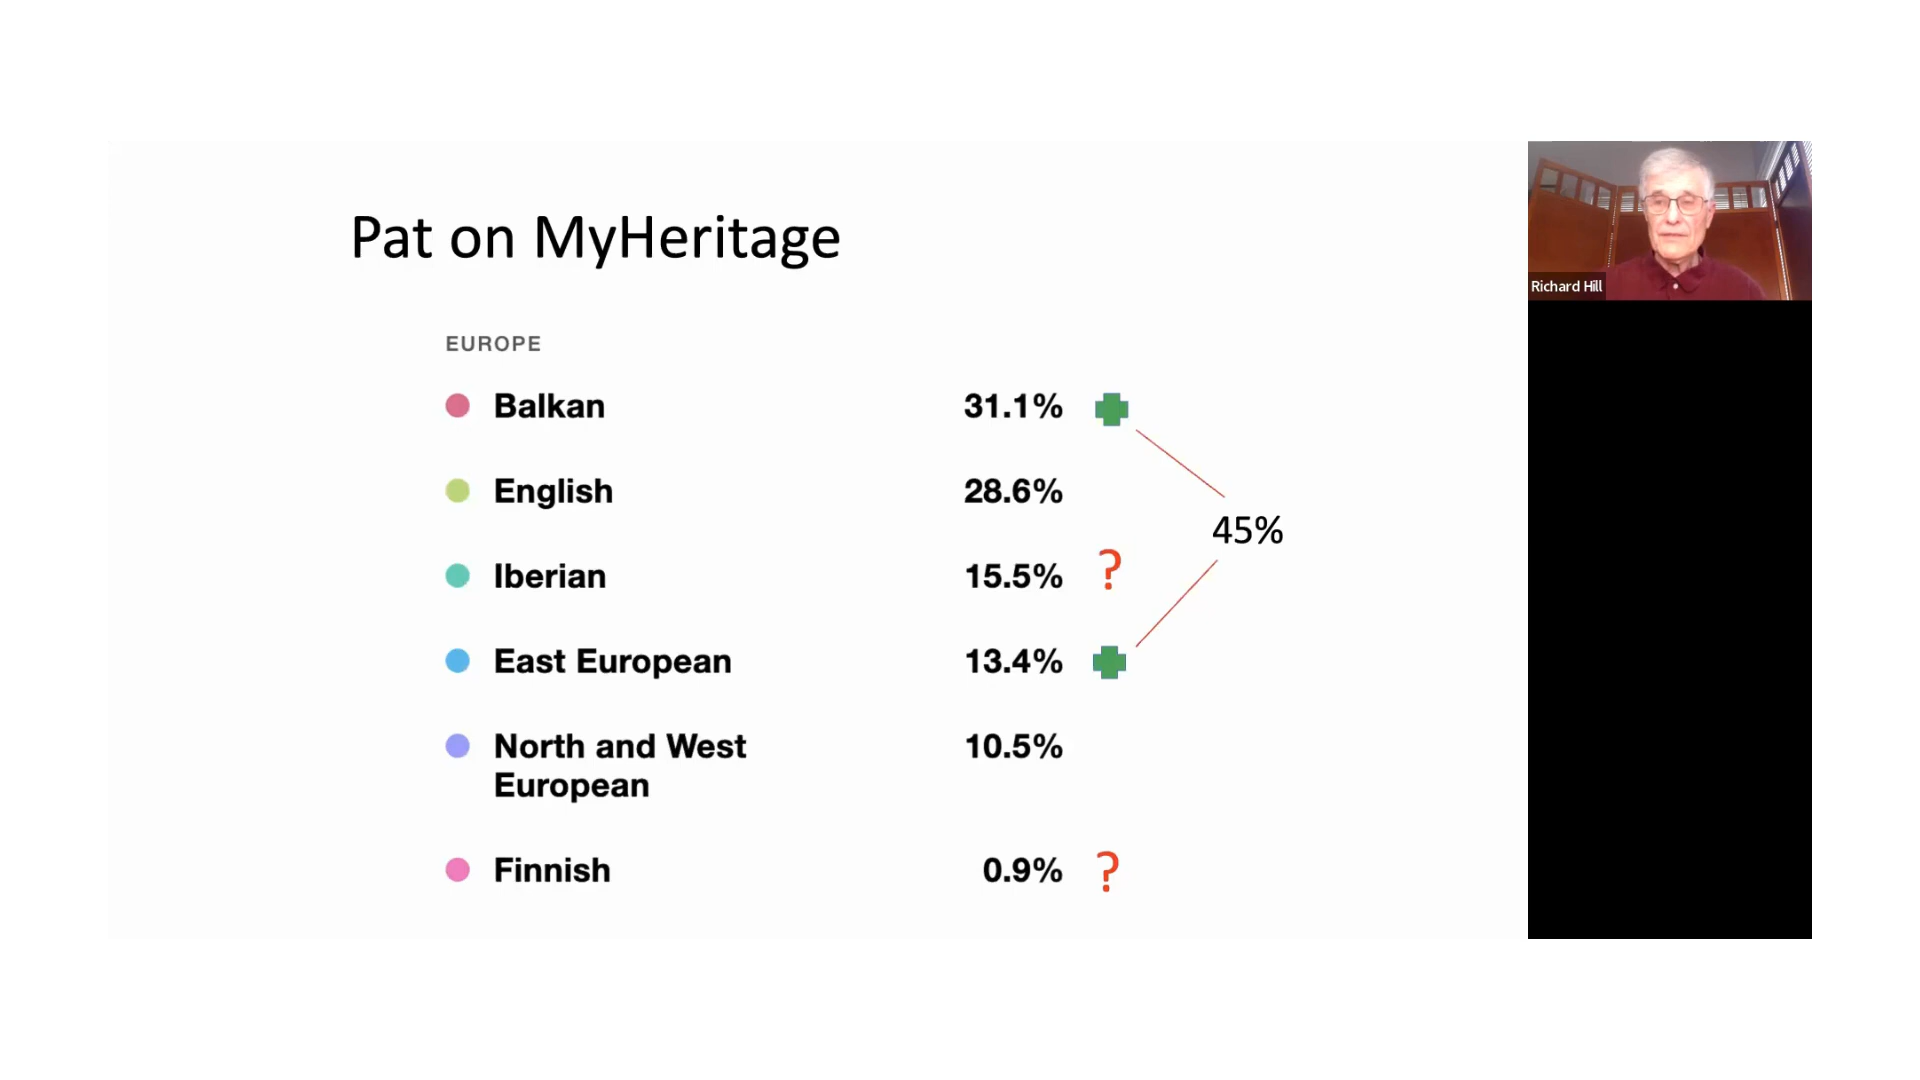 Pat on MyHeritage
Richard Hill
EUROPE
Balkan 31.1%
English 28.6%
45%
Iberian 15.5% ?
East European 13.4%
North and West 10.5%
European
Finnish 0.9% ?